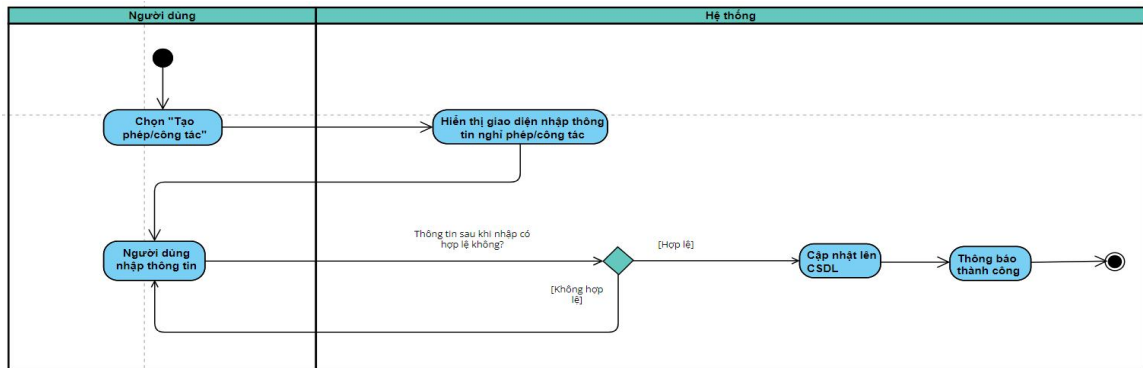 Người dùng
Hệ thống
Chọn "Tạo
phép/công tác"
Hiển thị giao diện nhập thông
tin nghỉ phép/công tác
Người dùng
nhập thông tin
Thông tin sau khi nhập có
hợp lệ không?
[Hợp lệ]
[Không hợp
lệ]
Cập nhật lên
CSDL
Thông báo
thành công